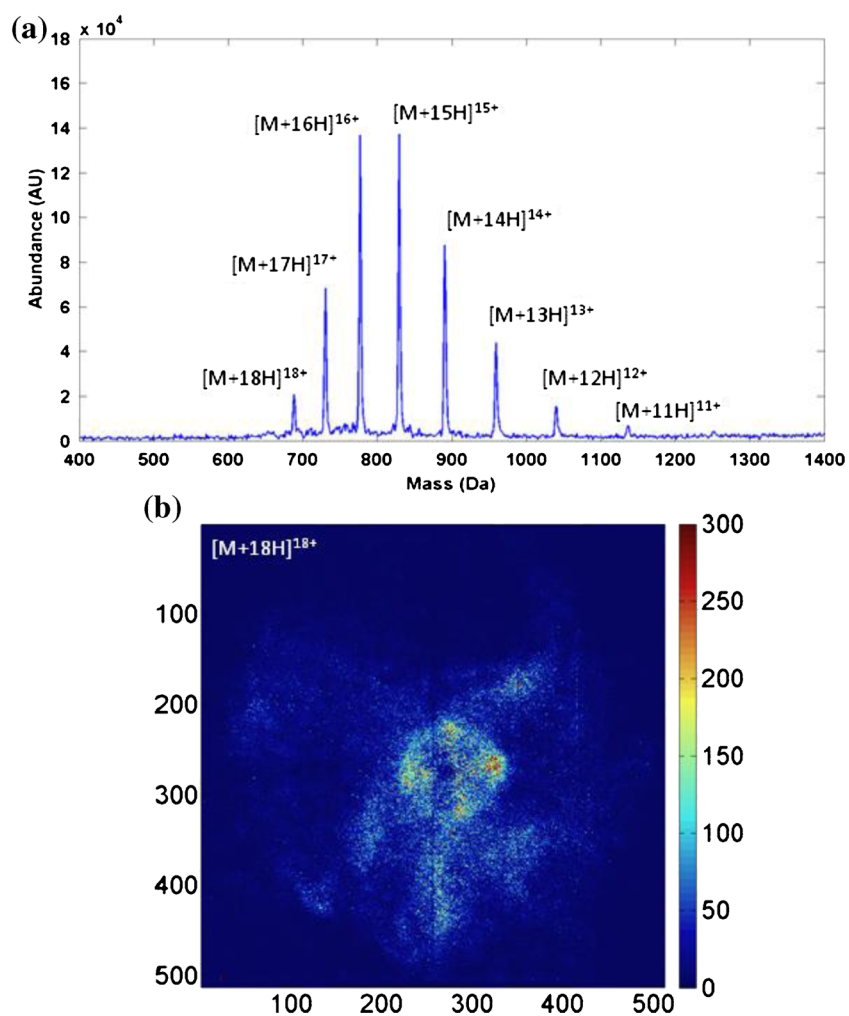 (a)
x 10⁴
18
16
14
12
10
8
6
4
2
0
Abundance (AU)
[M+18H]¹⁸⁺
[M+17H]¹⁷⁺
[M+16H]¹⁶⁺
[M+15H]¹⁵⁺
[M+14H]¹⁴⁺
[M+13H]¹³⁺
[M+12H]¹²⁺
[M+11H]¹¹⁺
400 500 600 700 800 900 1000 1100 1200 1300 1400
Mass (Da)
(b)
[M+18H]¹⁸⁺
100
200
300
400
500
100 200 300 400 500
300
250
200
150
100
50
0